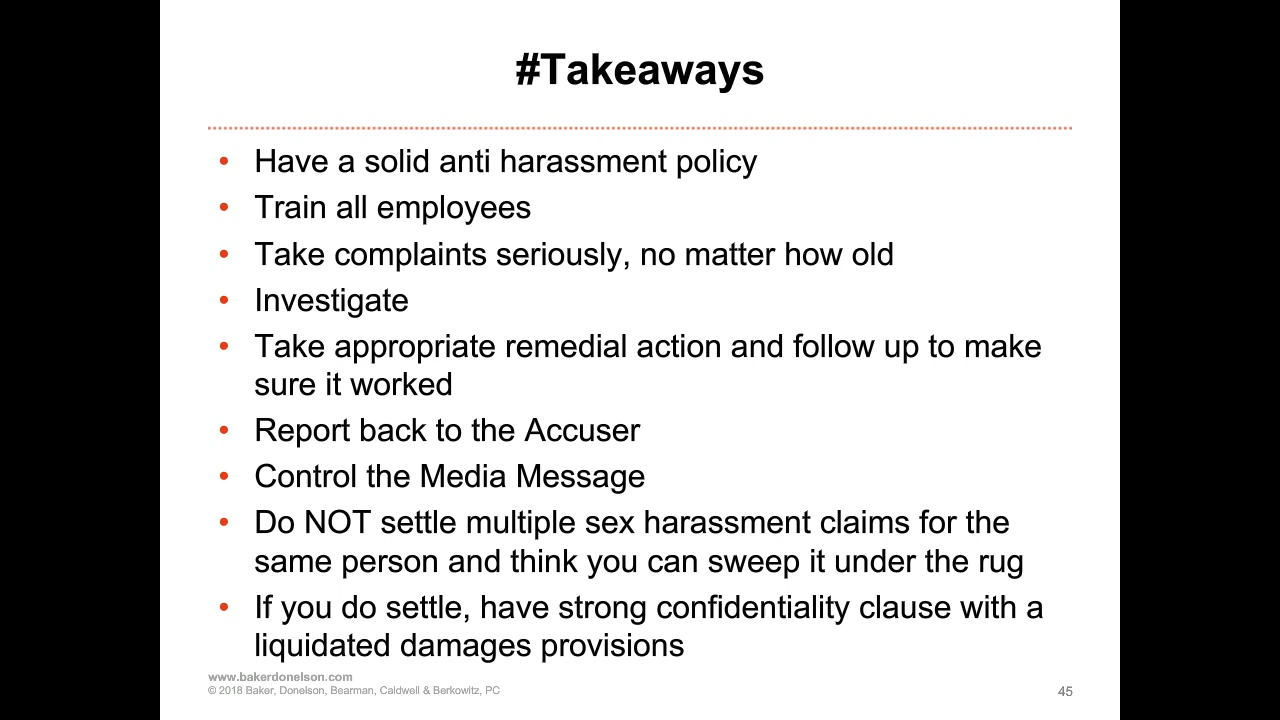 #Takeaways
• Have a solid anti harassment policy
• Train all employees
• Take complaints seriously, no matter how old
• Investigate
• Take appropriate remedial action and follow up to make
sure it worked
• Report back to the Accuser
• Control the Media Message
• Do NOT settle multiple sex harassment claims for the
same person and think you can sweep it under the rug
• If you do settle, have strong confidentiality clause with a
liquidated damages provisions
www.bakerdonelson.com
© 2018 Baker, Donelson, Bearman, Caldwell & Berkowitz, PC
45